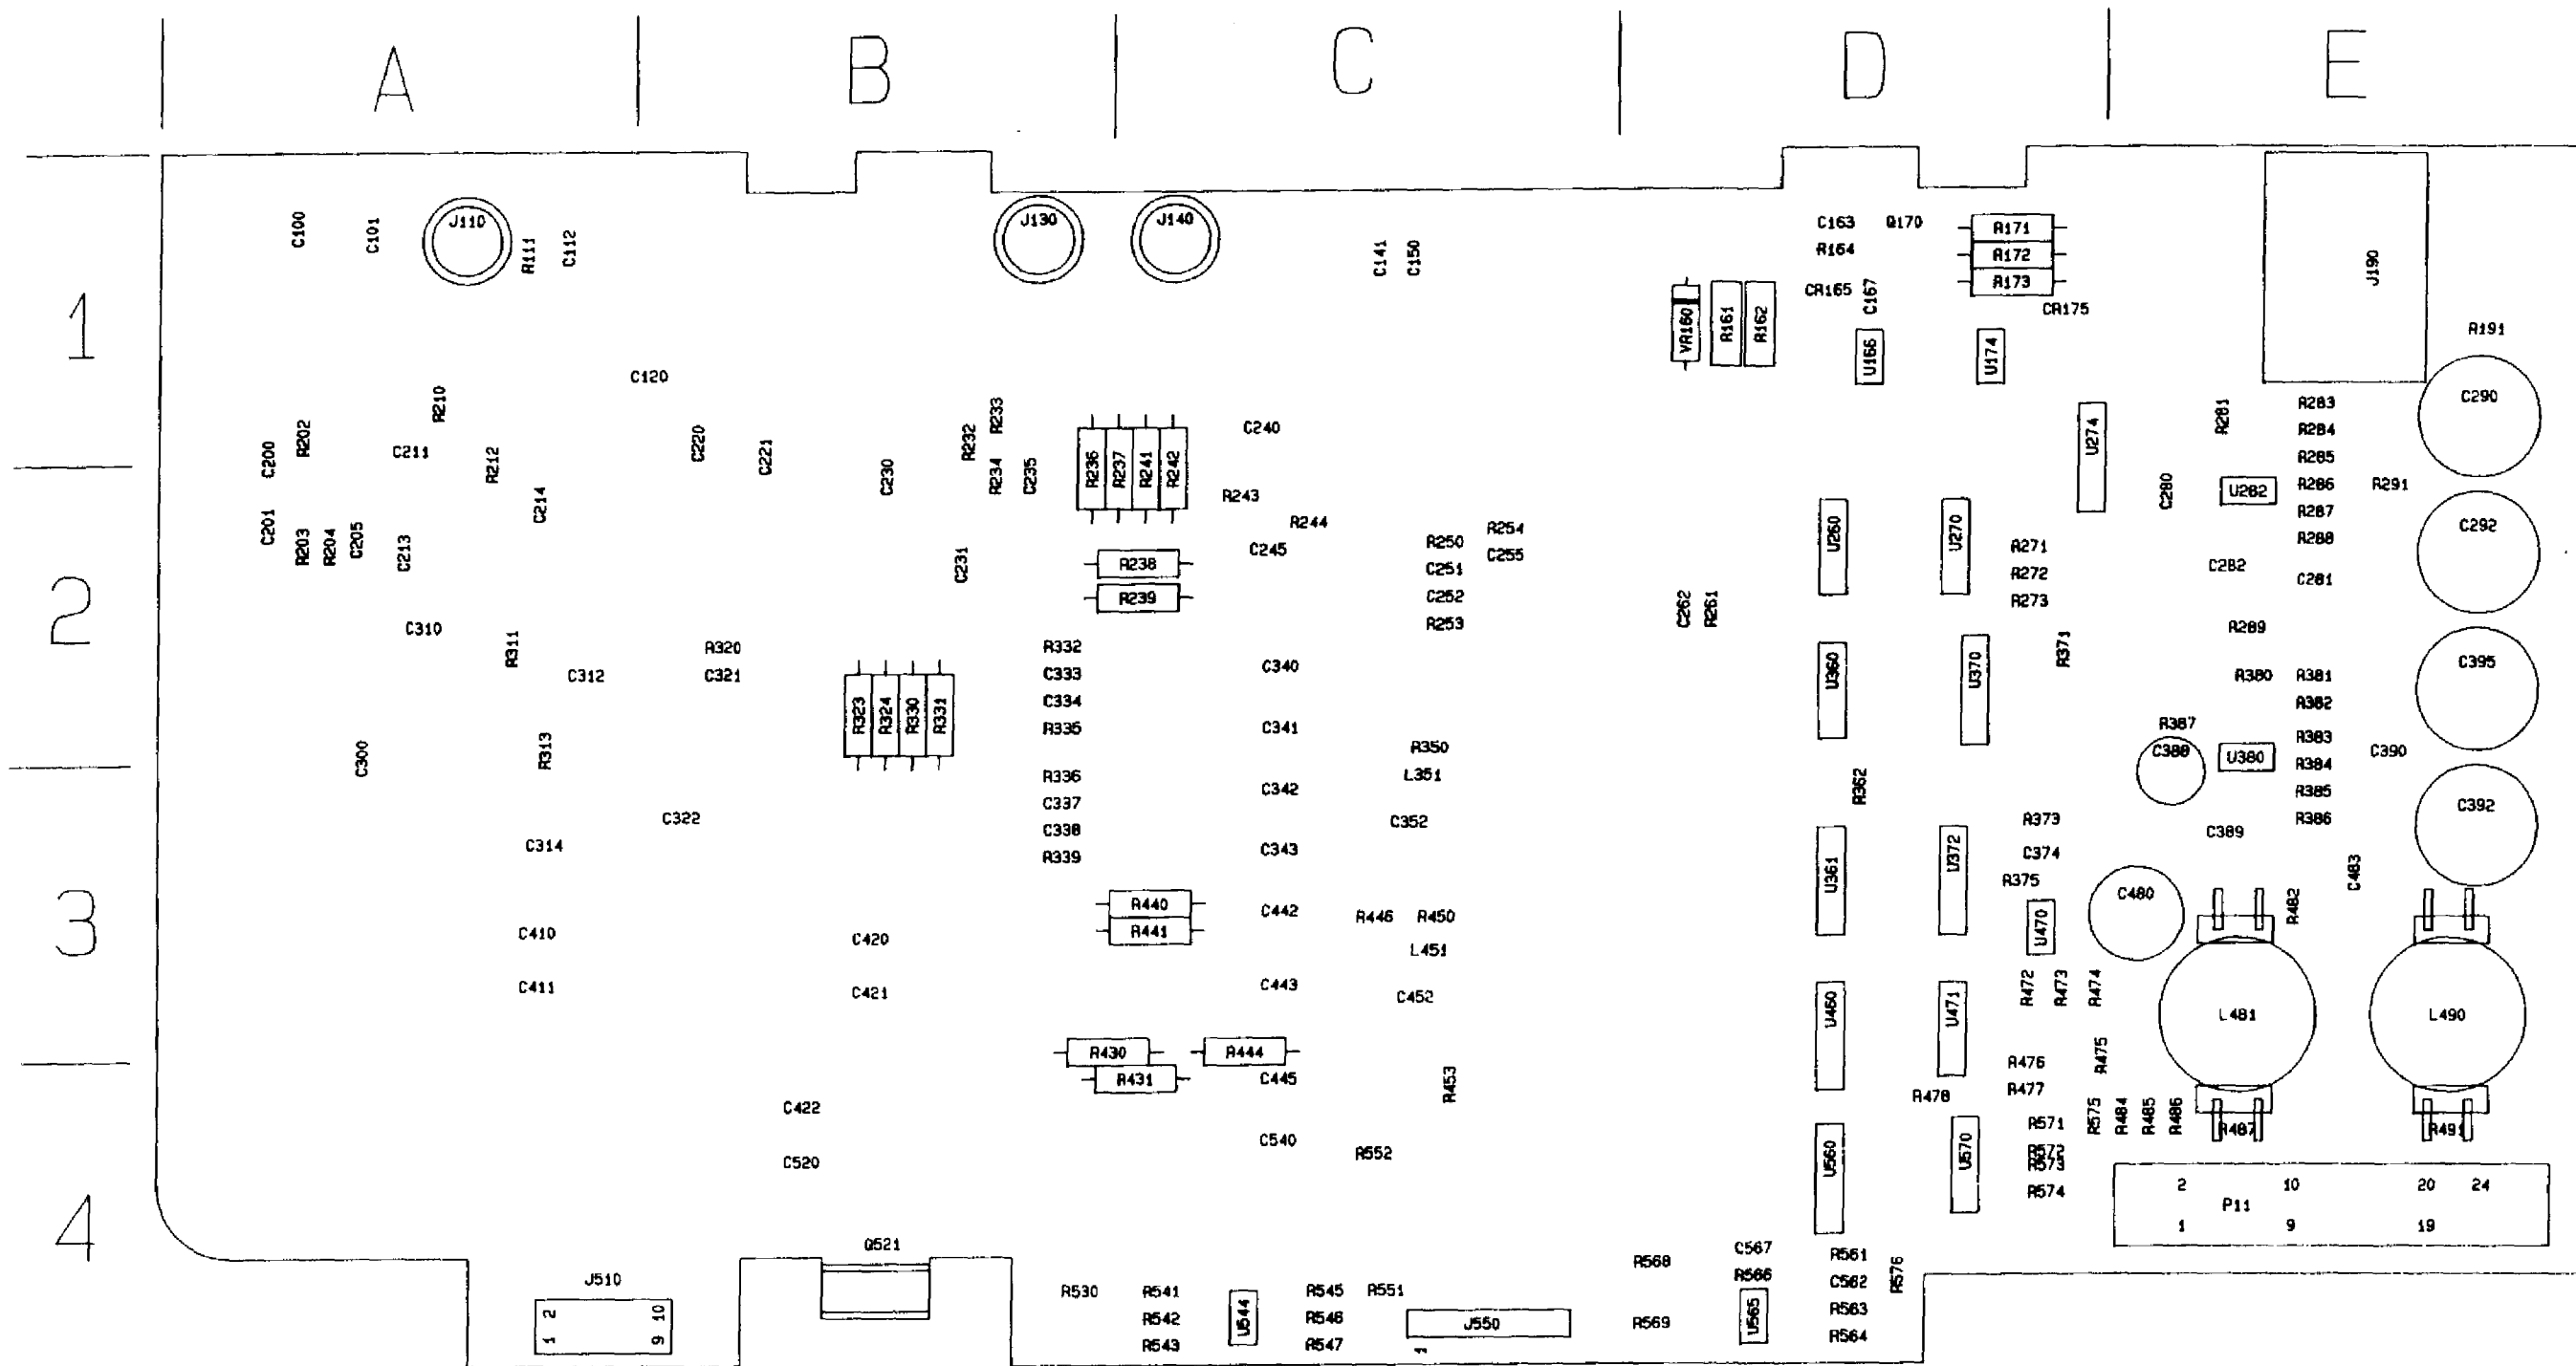 A B C D E
1
C100 C101 J110 R111 C112 J130 J140 C141 C150 C163 Q170 R171
R164 R172
CR165 C167 R173 J190
CR175
VR160 R161 R162 U166 U174 R191
C120
R210 R233 C290
R202 C211 C220 C221 R232 C240 U274 R281 R283
R284
C200 R212 C230 R234 C235 R236 R237 R241 R242 R285
2
C201 C214 R243 C280 U282 R286 R291
R203 R204 C205 C213 R244 R254 U260 U270 R287 C292
C231 R238 C245 R250 C255 R271 R288
C251 R272 C282 C281
R239 C252 C262 R261 R273
C310 R253 R289
R311 R320 R332 R371
C312 C321 C333 C340 U360 U370 R380 R381 C395
R323 R324 R330 R331 C334 R382
R335 C341 R387 R383
C300 R313 R350 C388 U380 R384 C390
R336 L351
3
C337 C342 R362 R385 C392
C322 C338 C352 R373 C389 R386
C314 R339 C343 U361 U372 C374
R375 C480 C483
R440 C442 R446 R450 U470 R482
C410 C420 R441 L451
C411 C421 C443 C452 R472 R473 R474
U460 U471 L481 L490
R430 R444 R476 R475
R431 C445 R453 R477
4
C422 R478
R575 R484 R485 R486 R487 R491
C540 R571
C520 R552 U560 U570 R572
R573
R574 2 10 20 24
P11
1 9 19
Q521 C567 R561
R568 R566 C562 R576
J510 R530 R541 R545 R551 R563
2 10 R542 U544 R546 J550 R569 U565 R564
1 9 R543 R547 1